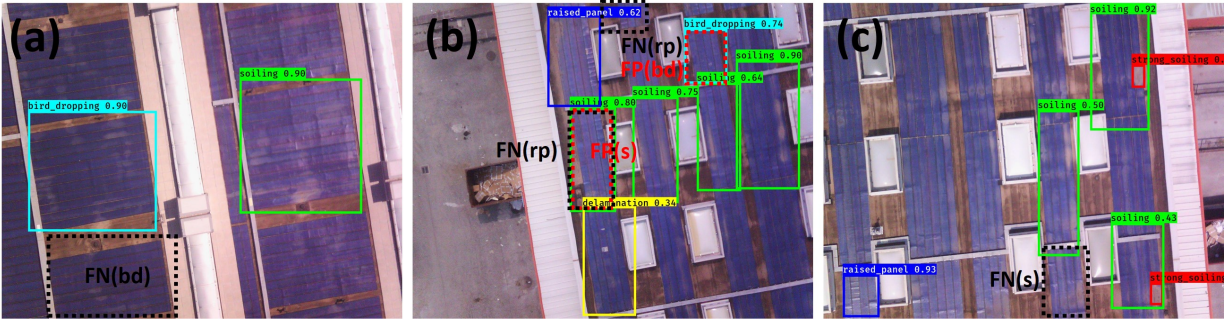 (a)
soiling 0.90
bird_dropping 0.90
FN(bd)
(b)
raised_panel 0.62
bird_dropping 0.74
FN(rp)
FP(bd)
soiling 0.90
soiling 0.64
soiling 0.75
soiling 0.80
FN(rp)
FP(s)
delamination 0.34
(c)
soiling 0.92
strong_soiling 0.
soiling 0.50
soiling 0.43
FN(s)
raised_panel 0.93
strong_soiling